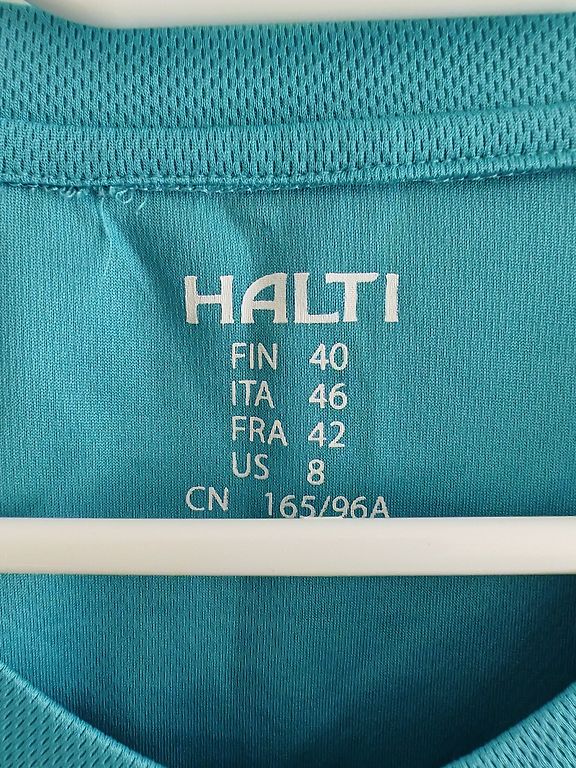 HALTI
FIN 40
ITA 46
FRA 42
US 8
CN 165/96A